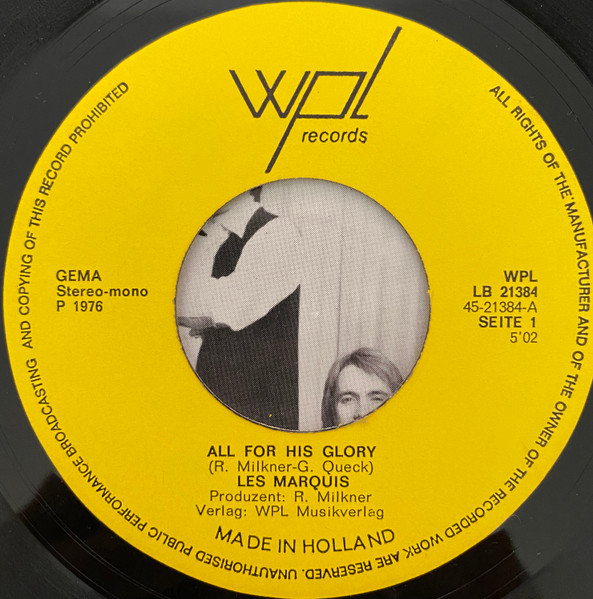 wpl
records
ALL RIGHTS OF THE MANUFACTURER AND OF THE OWNER OF THE RECORDED WORK ARE RESERVED. UNAUTHORISED PUBLIC PERFORMANCE BROADCASTING AND COPYING OF THIS RECORD PROHIBITED
GEMA
Stereo-mono
P 1976
WPL
LB 21384
45-21384-A
SEITE 1
5'02
ALL FOR HIS GLORY
(R. Milkner-G. Queck)
LES MARQUIS
Produzent: R. Milkner
Verlag: WPL Musikverlag
MADE IN HOLLAND